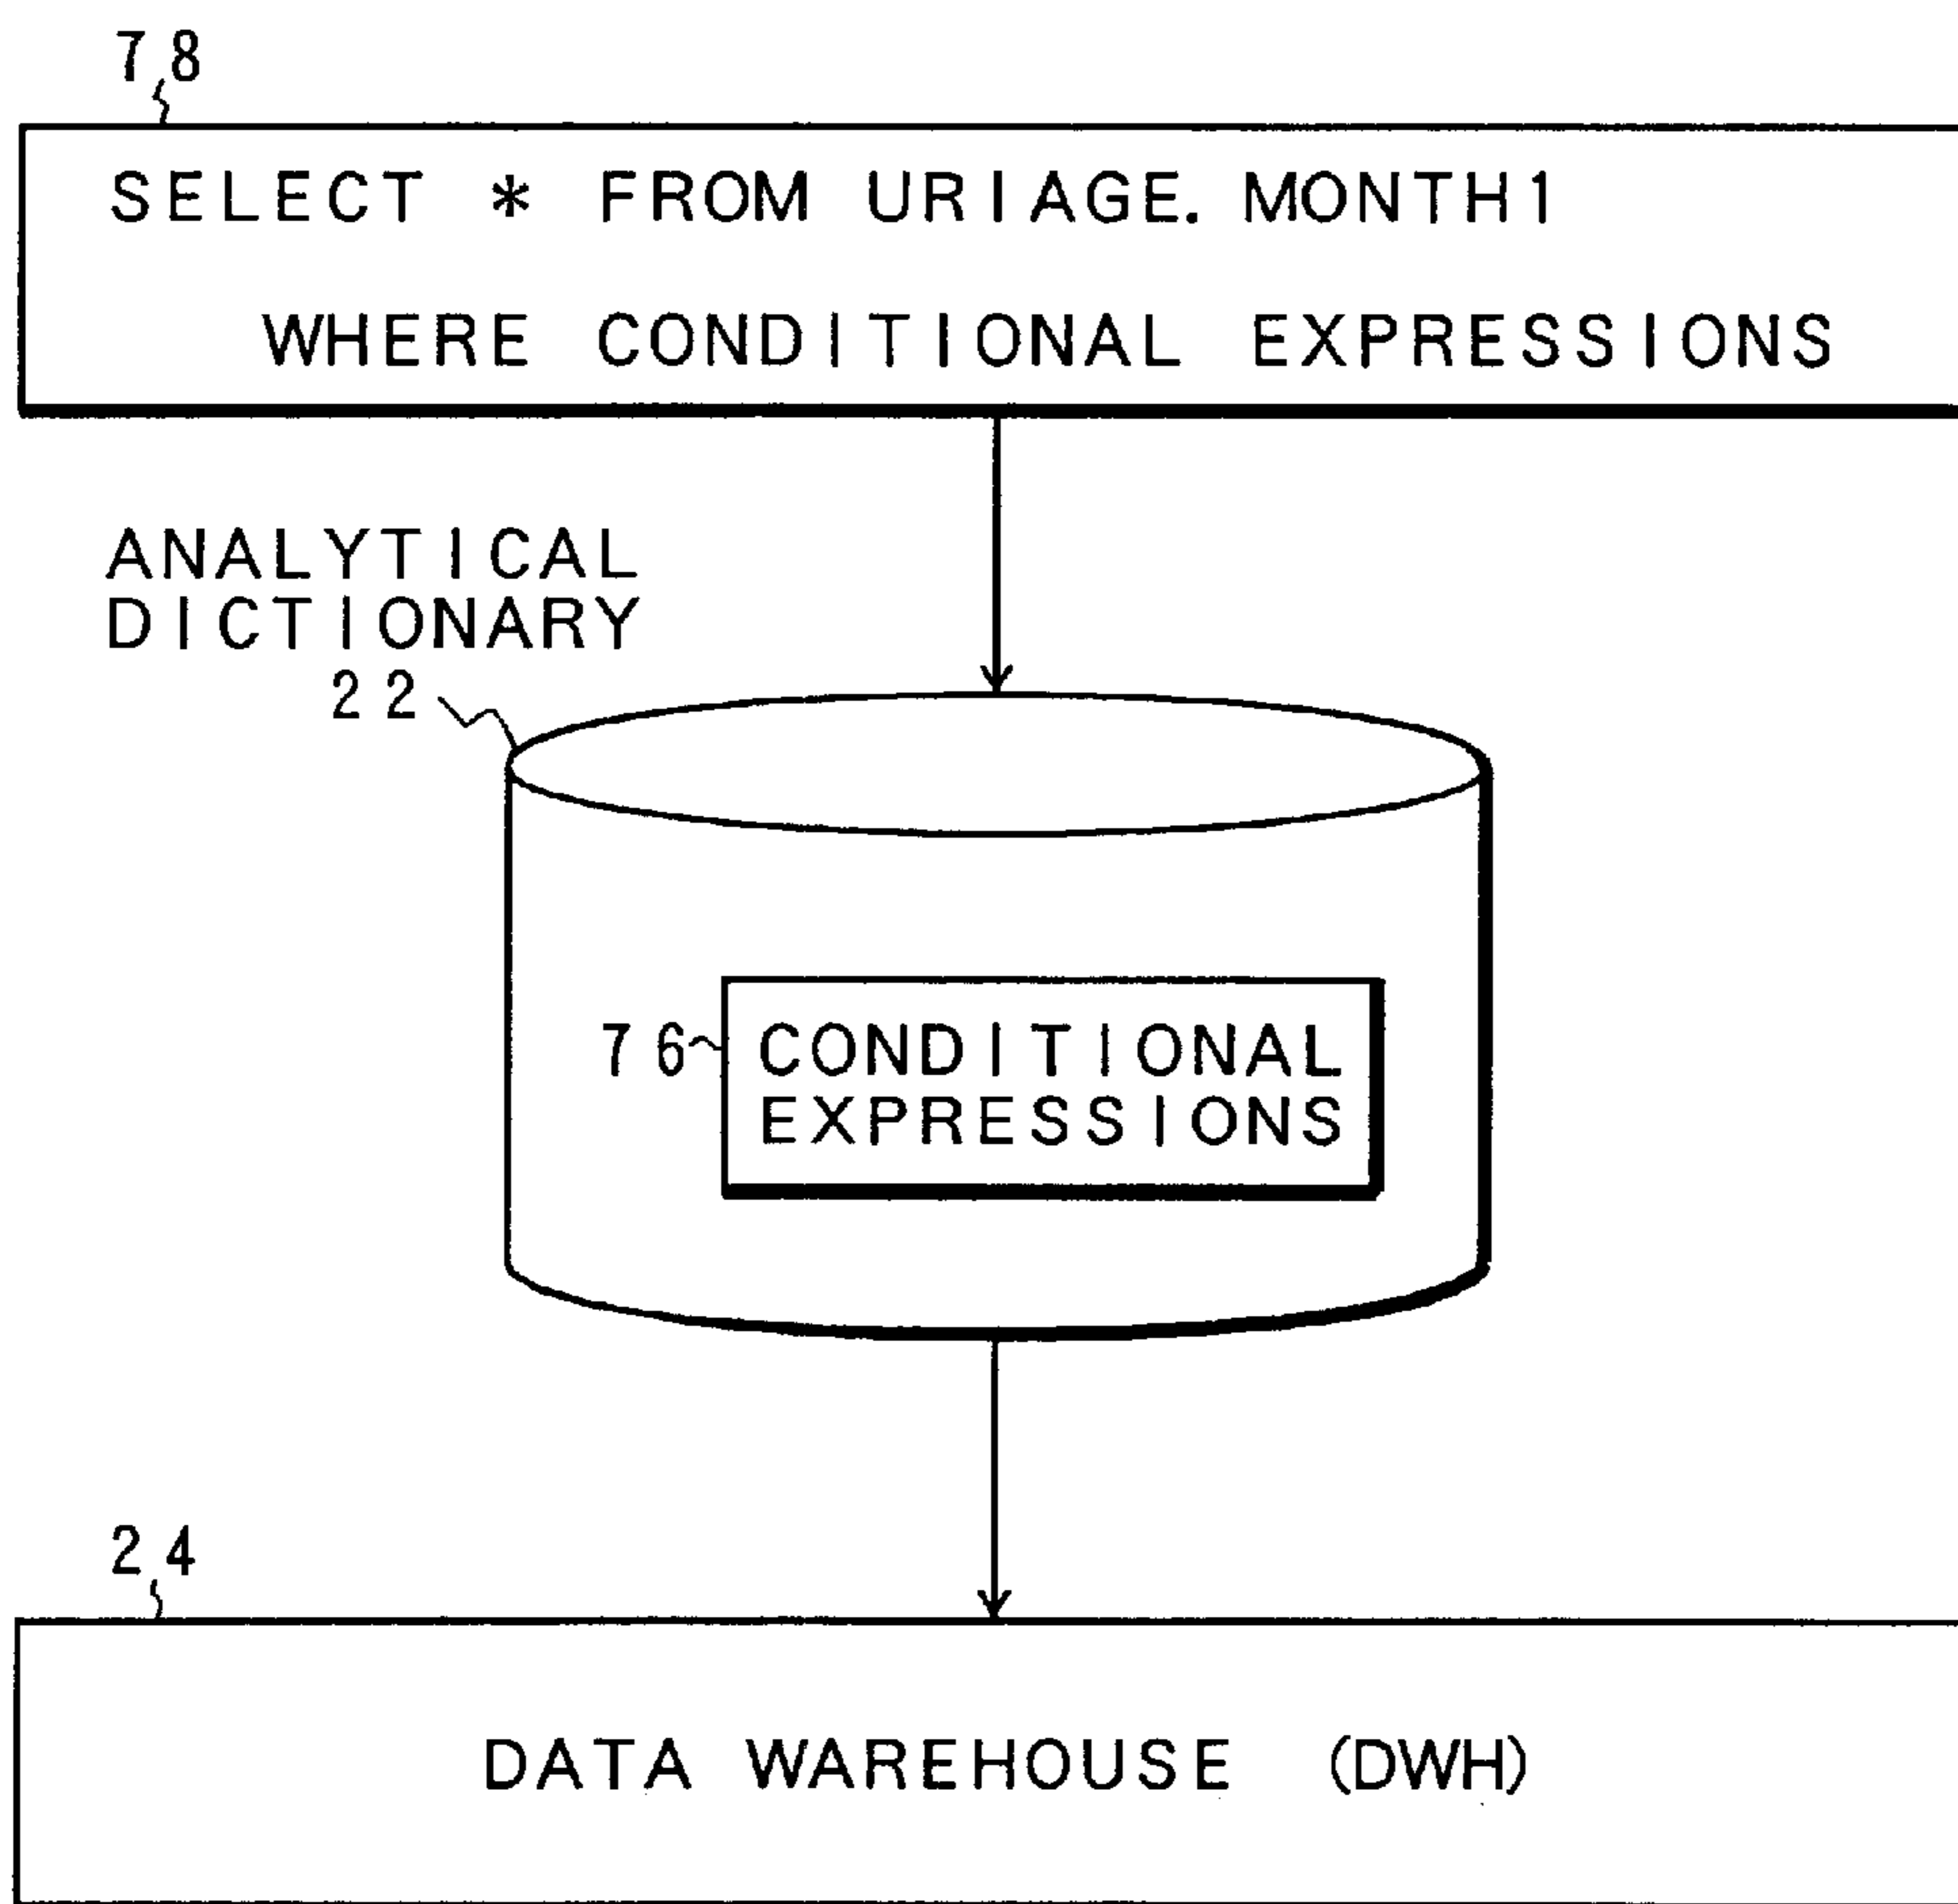 78
SELECT * FROM URIAGE. MONTH1
WHERE CONDITIONAL EXPRESSIONS
ANALYTICAL
DICTIONARY
22
76
CONDITIONAL
EXPRESSIONS
24
DATA WAREHOUSE (DWH)